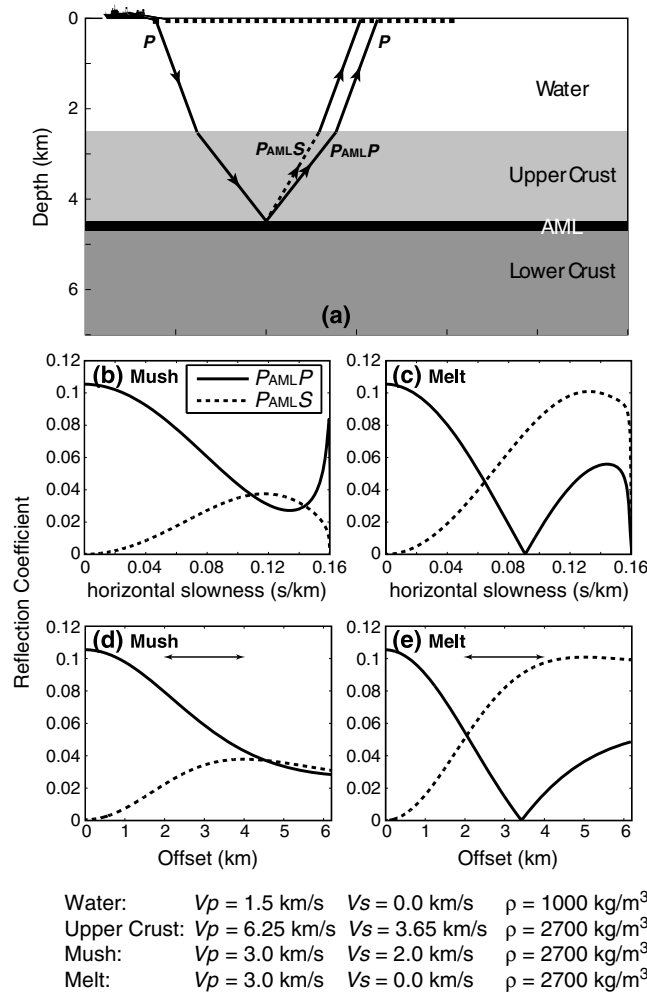 0
2
4
6
Depth (km)
P
P
PAMLS
PAMLP
Water
Upper Crust
AML
Lower Crust
(a)
Reflection Coefficient
0.12
0.1
0.08
0.06
0.04
0.02
0
(b) Mush
PAMLP
PAMLS
0 0.04 0.08 0.12 0.16
horizontal slowness (s/km)
0.12
0.1
0.08
0.06
0.04
0.02
0
(c) Melt
0 0.04 0.08 0.12 0.16
horizontal slowness (s/km)
0.12
0.1
0.08
0.06
0.04
0.02
0
(d) Mush
0 1 2 3 4 5 6
Offset (km)
0.12
0.1
0.08
0.06
0.04
0.02
0
(e) Melt
0 1 2 3 4 5 6
Offset (km)
Water: Vp = 1.5 km/s Vs = 0.0 km/s ρ = 1000 kg/m³
Upper Crust: Vp = 6.25 km/s Vs = 3.65 km/s ρ = 2700 kg/m³
Mush: Vp = 3.0 km/s Vs = 2.0 km/s ρ = 2700 kg/m³
Melt: Vp = 3.0 km/s Vs = 0.0 km/s ρ = 2700 kg/m³